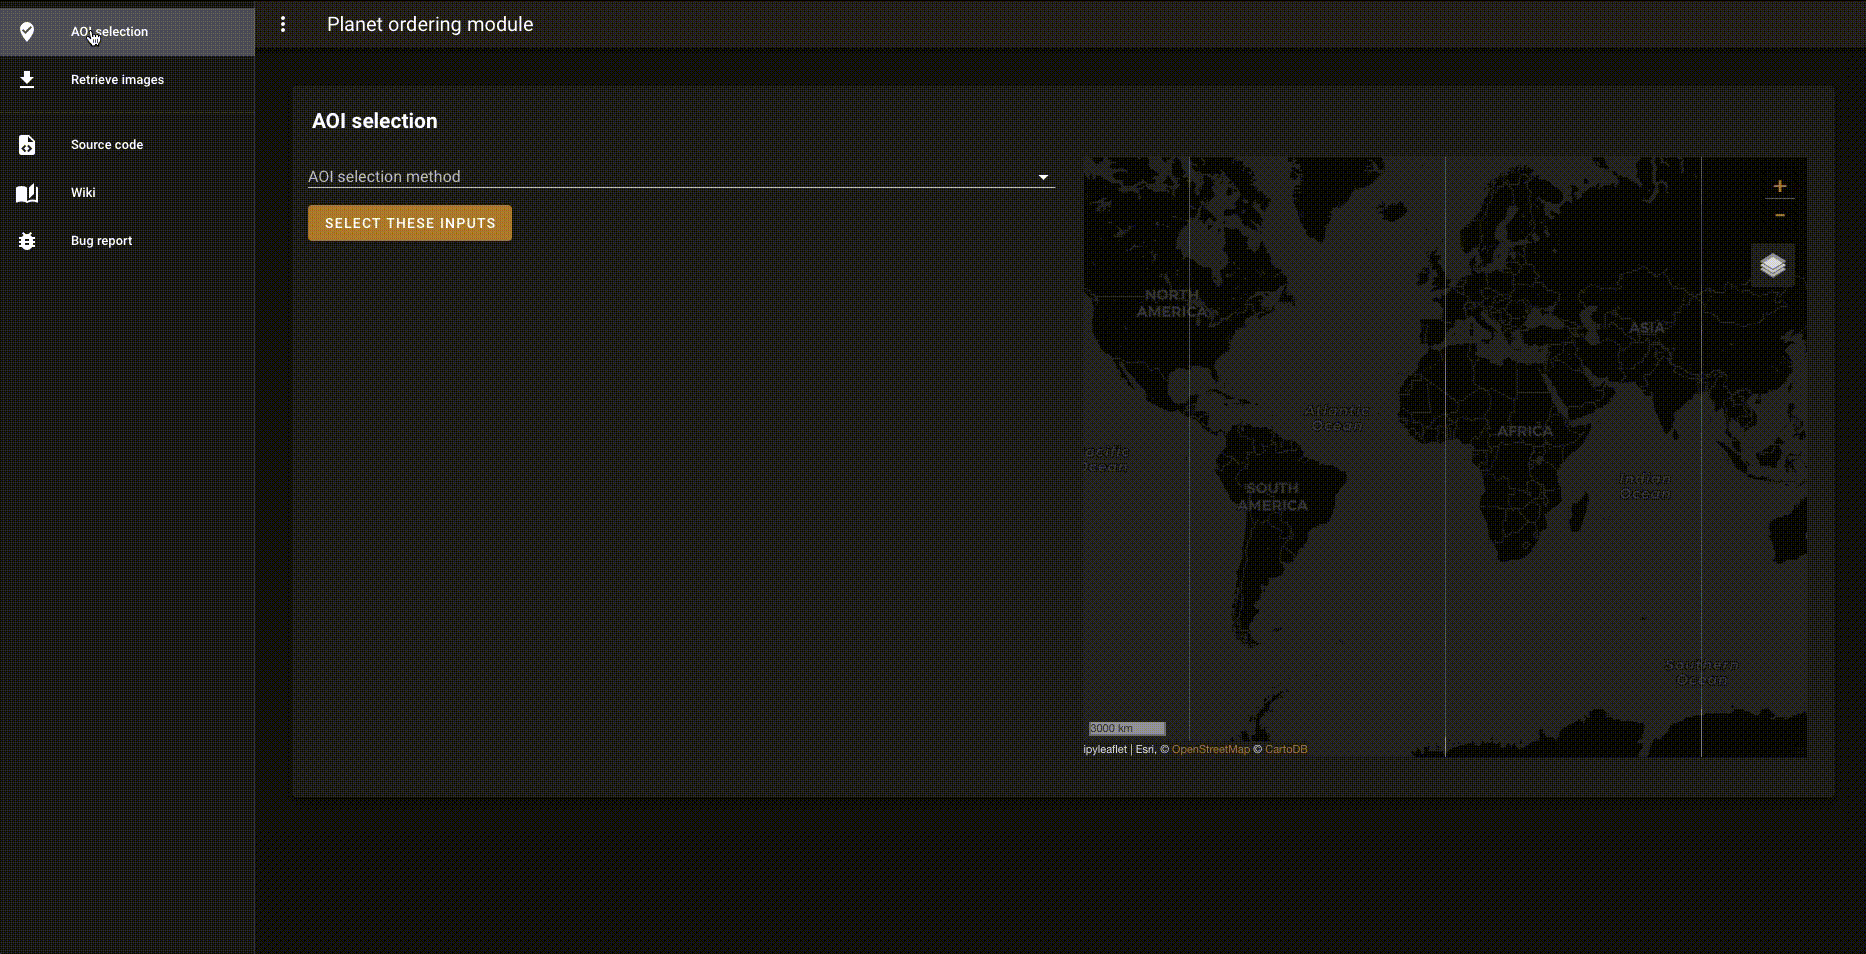 AOI selection
Retrieve images
Source code
Wiki
Bug report
Planet ordering module
AOI selection
AOI selection method
SELECT THESE INPUTS
NORTH
AMERICA
ASIA
Atlantic
Ocean
AFRICA
acific
Ocean
Indian
Ocean
SOUTH
AMERICA
Southern
Ocean
3000 km
ipyleaflet | Esri, © OpenStreetMap © CartoDB